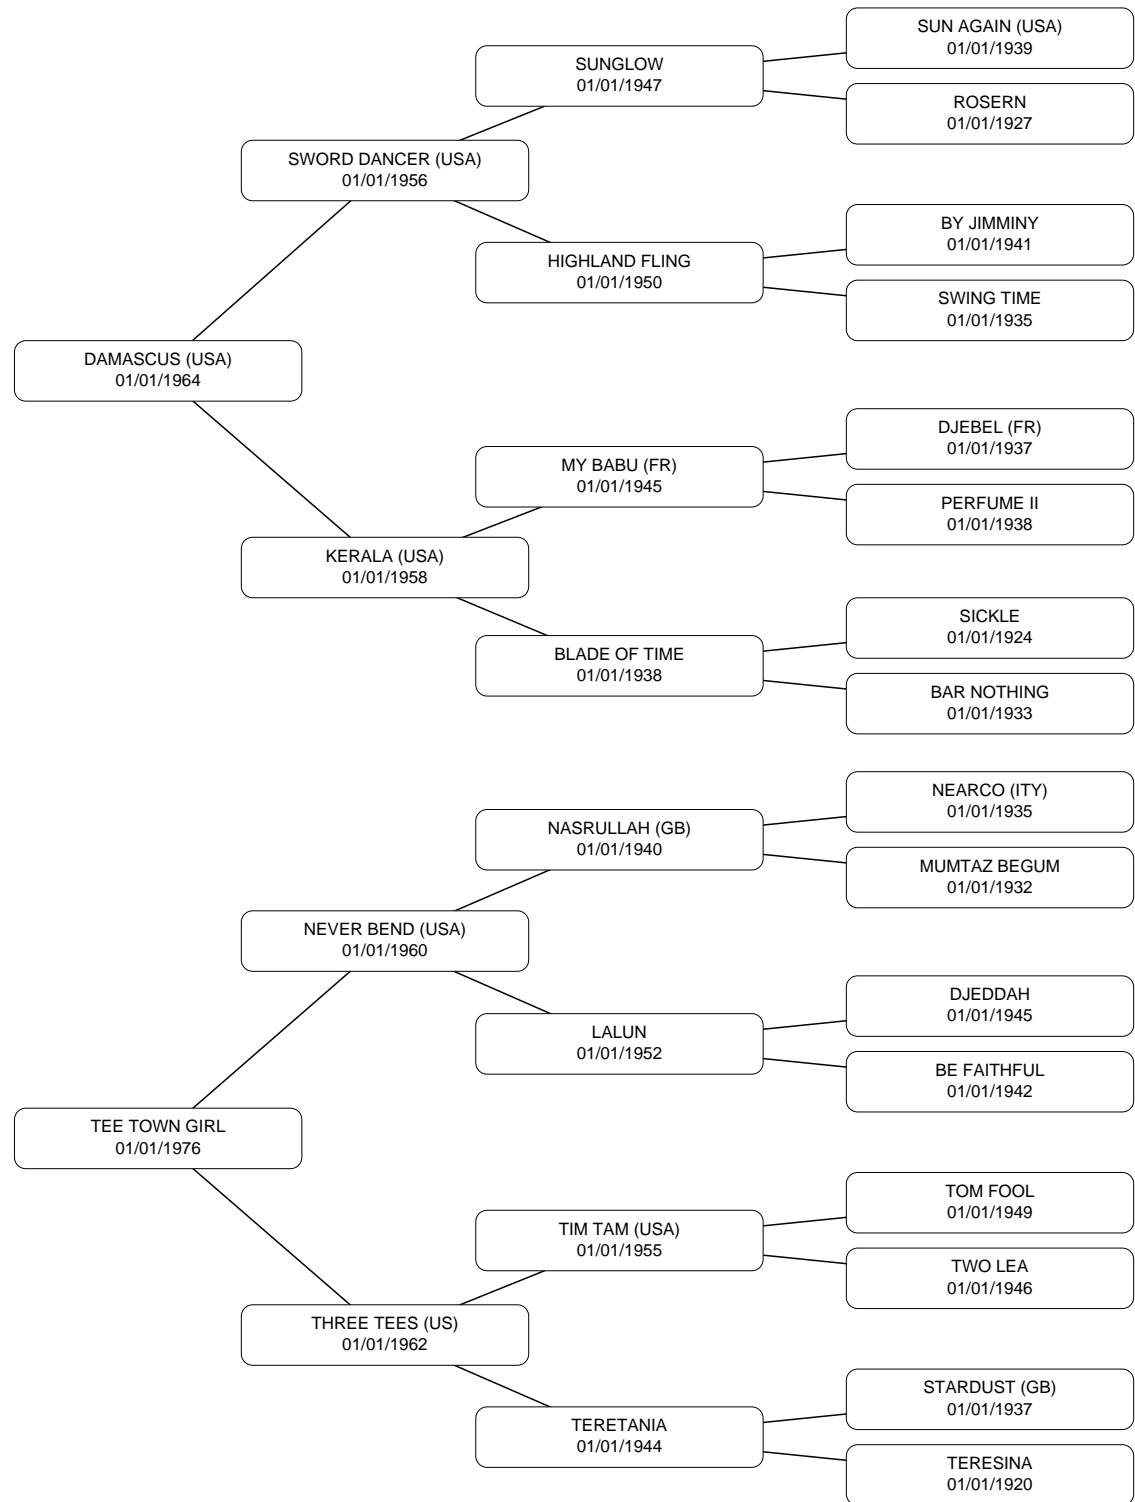 SUN AGAIN (USA)
01/01/1939
SUNGLOW
01/01/1947
ROSERN
01/01/1927
SWORD DANCER (USA)
01/01/1956
BY JIMMINY
01/01/1941
HIGHLAND FLING
01/01/1950
SWING TIME
01/01/1935
DAMASCUS (USA)
01/01/1964
DJEBEL (FR)
01/01/1937
MY BABU (FR)
01/01/1945
PERFUME II
01/01/1938
KERALA (USA)
01/01/1958
SICKLE
01/01/1924
BLADE OF TIME
01/01/1938
BAR NOTHING
01/01/1933
NEARCO (ITY)
01/01/1935
NASRULLAH (GB)
01/01/1940
MUMTAZ BEGUM
01/01/1932
NEVER BEND (USA)
01/01/1960
DJEDDAH
01/01/1945
LALUN
01/01/1952
BE FAITHFUL
01/01/1942
TEE TOWN GIRL
01/01/1976
TOM FOOL
01/01/1949
TIM TAM (USA)
01/01/1955
TWO LEA
01/01/1946
THREE TEES (US)
01/01/1962
STARDUST (GB)
01/01/1937
TERETANIA
01/01/1944
TERESINA
01/01/1920